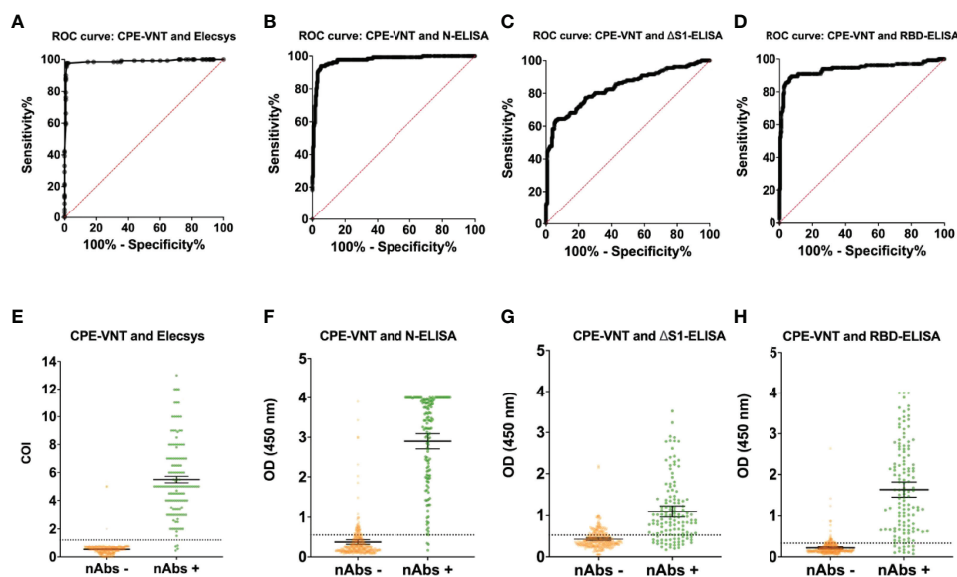 A
ROC curve: CPE-VNT and Elecsys
Sensitivity%
100
80
60
40
20
0
0 20 40 60 80 100
100% - Specificity%
B
ROC curve: CPE-VNT and N-ELISA
Sensitivity%
100
80
60
40
20
0
0 20 40 60 80 100
100% - Specificity%
C
ROC curve: CPE-VNT and ΔS1-ELISA
Sensitivity%
100
80
60
40
20
0
0 20 40 60 80 100
100% - Specificity%
D
ROC curve: CPE-VNT and RBD-ELISA
Sensitivity%
100
80
60
40
20
0
0 20 40 60 80 100
100% - Specificity%
E
CPE-VNT and Elecsys
COI
14
12
10
8
6
4
2
0
nAbs - nAbs +
F
CPE-VNT and N-ELISA
OD (450 nm)
5
4
3
2
1
0
nAbs - nAbs +
G
CPE-VNT and ΔS1-ELISA
OD (450 nm)
5
4
3
2
1
0
nAbs - nAbs +
H
CPE-VNT and RBD-ELISA
OD (450 nm)
5
4
3
2
1
0
nAbs - nAbs +